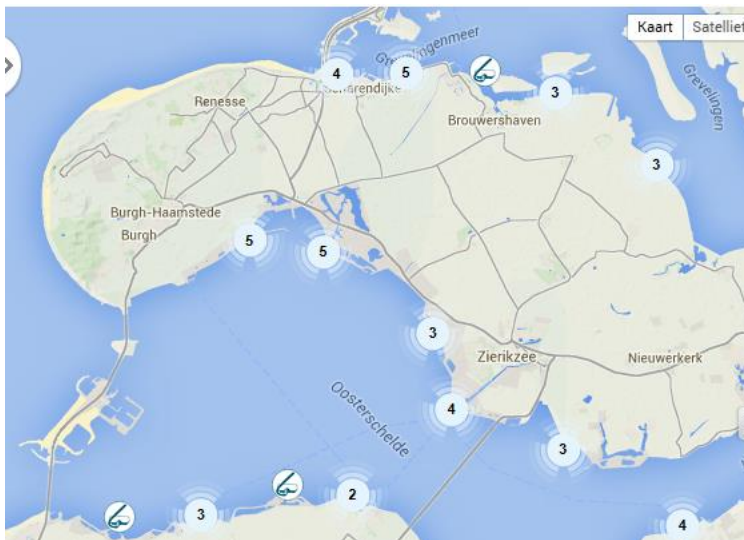 Kaart
Satelliet
Grevelingenmeer
4
5
3
Renesse
Scharendijke
Brouwershaven
Grevelingen
3
Burgh-Haamstede
Burgh
5
5
3
Zierikzee
Nieuwerkerk
Oosterschelde
4
3
2
3
4